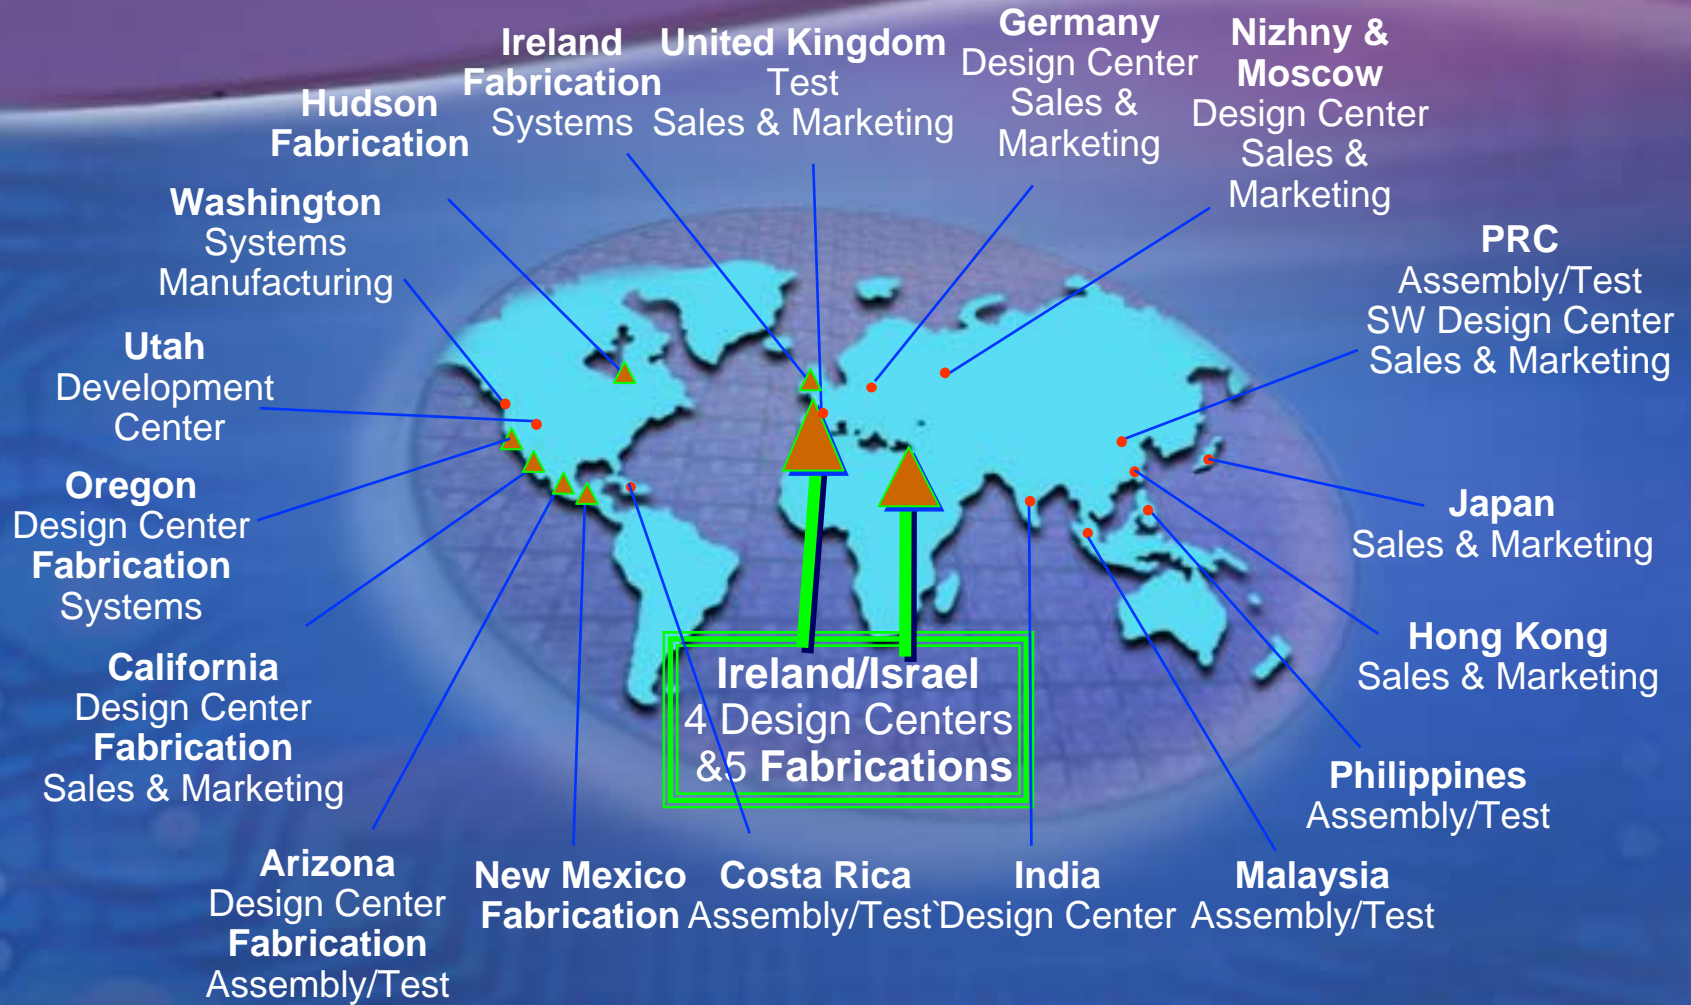 Ireland
Fabrication
Systems
United Kingdom
Test
Sales & Marketing
Germany
Design Center
Sales &
Marketing
Nizhny &
Moscow
Design Center
Sales &
Marketing
Hudson
Fabrication
Washington
Systems
Manufacturing
PRC
Assembly/Test
SW Design Center
Sales & Marketing
Utah
Development
Center
Oregon
Design Center
Fabrication
Systems
Japan
Sales & Marketing
California
Design Center
Fabrication
Sales & Marketing
Ireland/Israel
4 Design Centers
&5 Fabrications
Hong Kong
Sales & Marketing
Philippines
Assembly/Test
Arizona
Design Center
Fabrication
Assembly/Test
New Mexico
Fabrication
Costa Rica
Assembly/Test`
India
Design Center
Malaysia
Assembly/Test